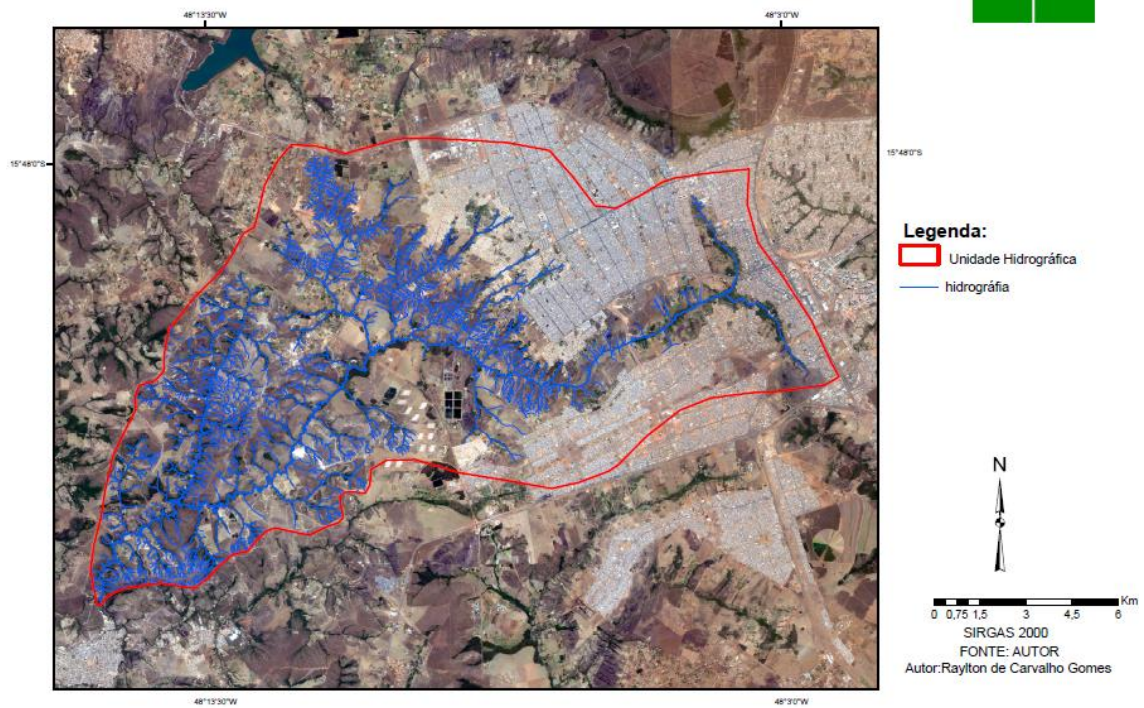 48°13'30"W
48°3'0"W
15°48'0"S
15°48'0"S
Legenda:
Unidade Hidrográfica
hidrográfia
N
Km
0 0,75 1,5 3 4,5 6
SIRGAS 2000
FONTE: AUTOR
Autor:Raylton de Carvalho Gomes
48°13'30"W
48°3'0"W